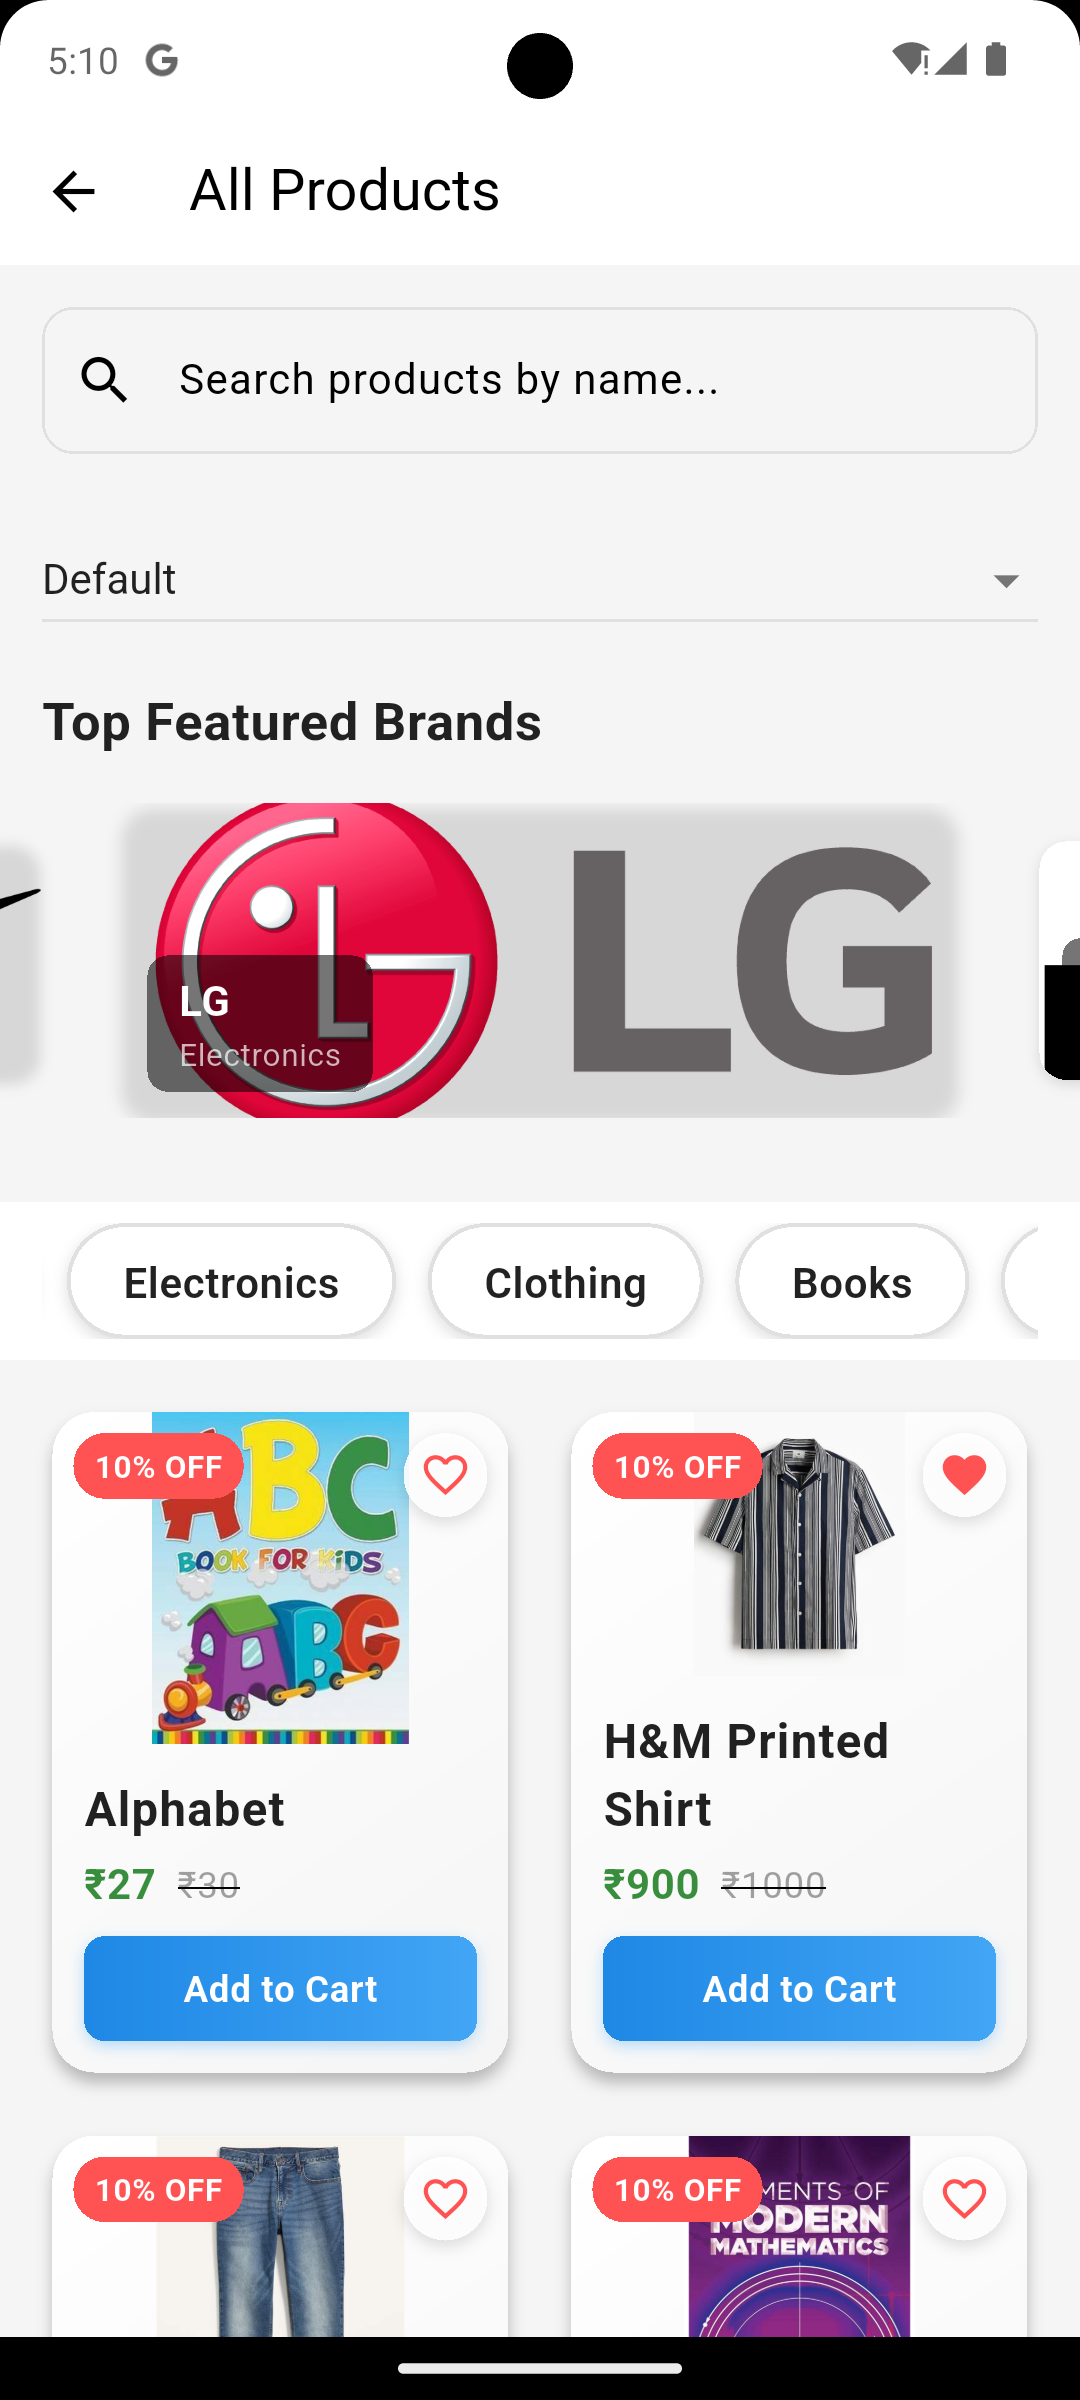 5:10
All Products
Search products by name...
Default
Top Featured Brands
LG
LG
Electronics
Electronics
Clothing
Books
10% OFF
ABC
BOOK FOR KiDS
ABC
Alphabet
₹27 ₹30
Add to Cart
10% OFF
H&M Printed
Shirt
₹900 ₹1000
Add to Cart
10% OFF
10% OFF
MENTS OF
MODERN
MATHEMATICS